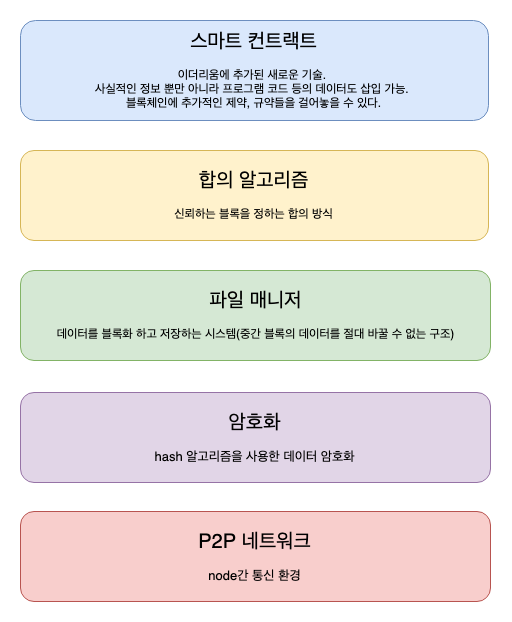 스마트 컨트랙트
이더리움에 추가된 새로운 기술.
사실적인 정보 뿐만 아니라 프로그램 코드 등의 데이터도 삽입 가능.
블록체인에 추가적인 제약, 규약들을 걸어놓을 수 있다.
합의 알고리즘
신뢰하는 블록을 정하는 합의 방식
파일 매니저
데이터를 블록화 하고 저장하는 시스템(중간 블록의 데이터를 절대 바꿀 수 없는 구조)
암호화
hash 알고리즘을 사용한 데이터 암호화
P2P 네트워크
node간 통신 환경